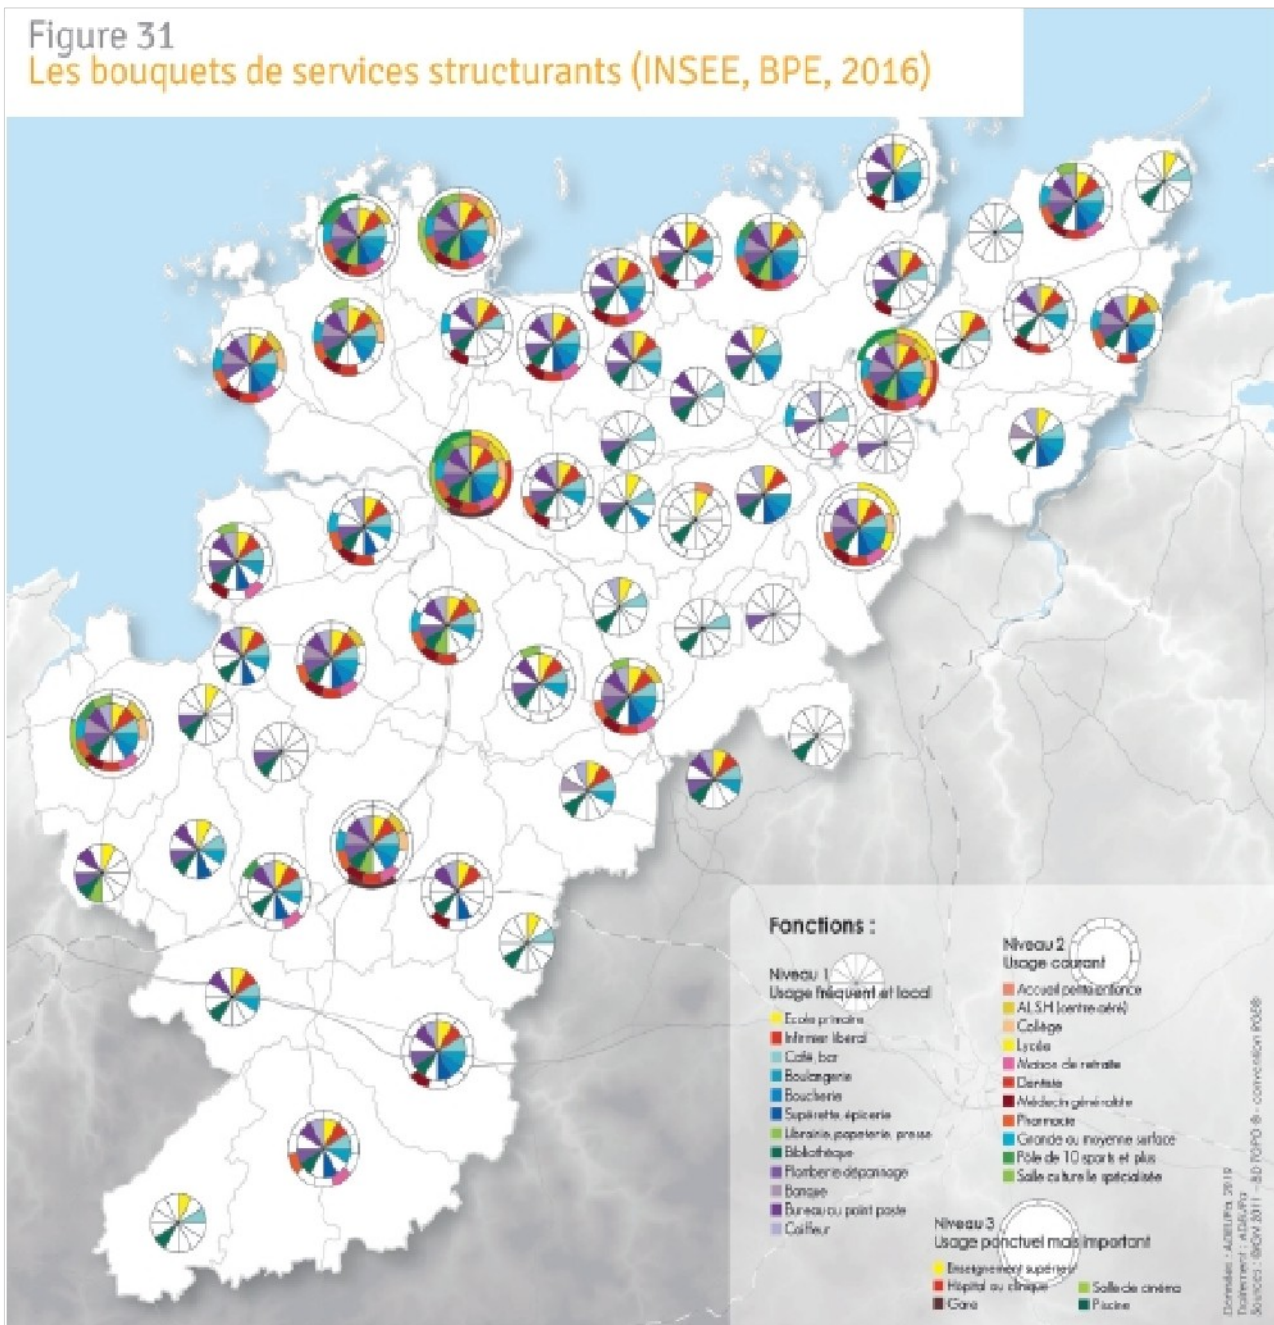 Figure 31
Les bouquets de services structurants (INSEE, BPE, 2016)
Fonctions :
Niveau 1
Usage fréquent et local
Ecole primaire
Infirmier libéral
Café, bar
Boulangerie
Boucherie
Supérette, épicerie
Librairie, papeterie, presse
Bibliothèque
Plomberie dépannage
Banque
Bureau ou point poste
Coiffeur
Niveau 2
Usage courant
Accueil petite enfance
ALSH (centre aéré)
Collège
Lycée
Maison de retraite
Dentiste
Médecin généraliste
Pharmacie
Grande ou moyenne surface
Pôle de 10 sports et plus
Salle culturelle spécialisée
Niveau 3
Usage ponctuel mais important
Enseignement supérieur
Hôpital ou clinique
Gare
Salle de cinéma
Piscine